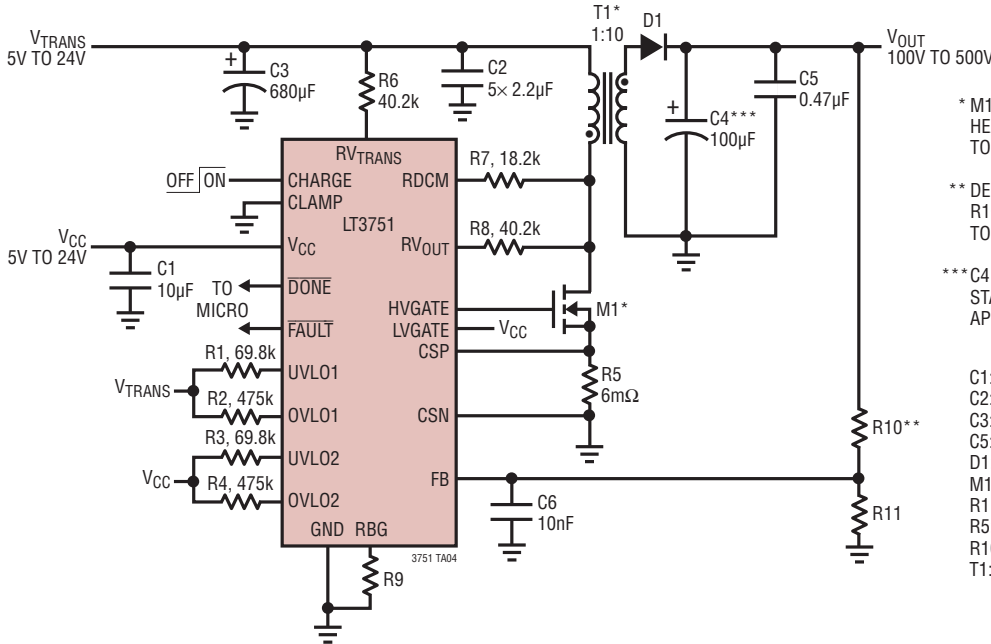 T1*
1:10
D1
VTRANS
5V TO 24V
C3
680µF
R6
40.2k
C2
5× 2.2µF
C4***
100µF
C5
0.47µF
VOUT
100V TO 500V
OFF ON
CHARGE
CLAMP
VCC
5V TO 24V
C1
10µF
TO
MICRO
RVTRANS
RDCM
LT3751
VCC
RVOUT
DONE
FAULT
HVGATE
LVGATE
CSP
CSN
FB
UVLO1
OVLO1
UVLO2
OVLO2
GND
RBG
R7, 18.2k
R8, 40.2k
M1*
VCC
R5
6mΩ
VTRANS
R1, 69.8k
R2, 475k
VCC
R3, 69.8k
R4, 475k
C6
10nF
R10**
R11
R9
3751 TA04
* M1
HE
TO
** DE
R1
TO
***C4
STA
AP
C1:
C2:
C3:
C5:
D1
M1
R1
R5
R10
T1: